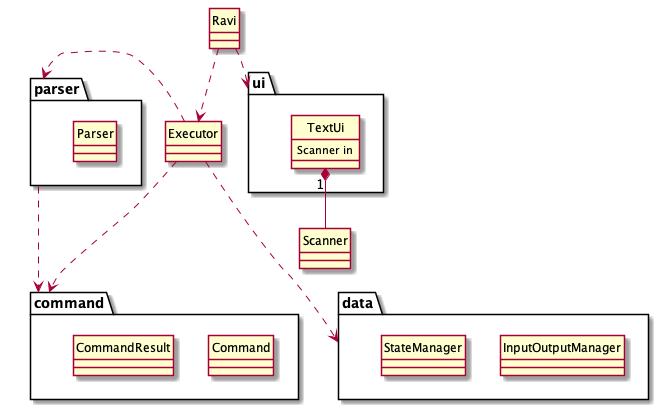 Ravi
parser
ui
Parser
Executor
TextUi
Scanner in
1
Scanner
command
data
CommandResult
Command
StateManager
InputOutputManager